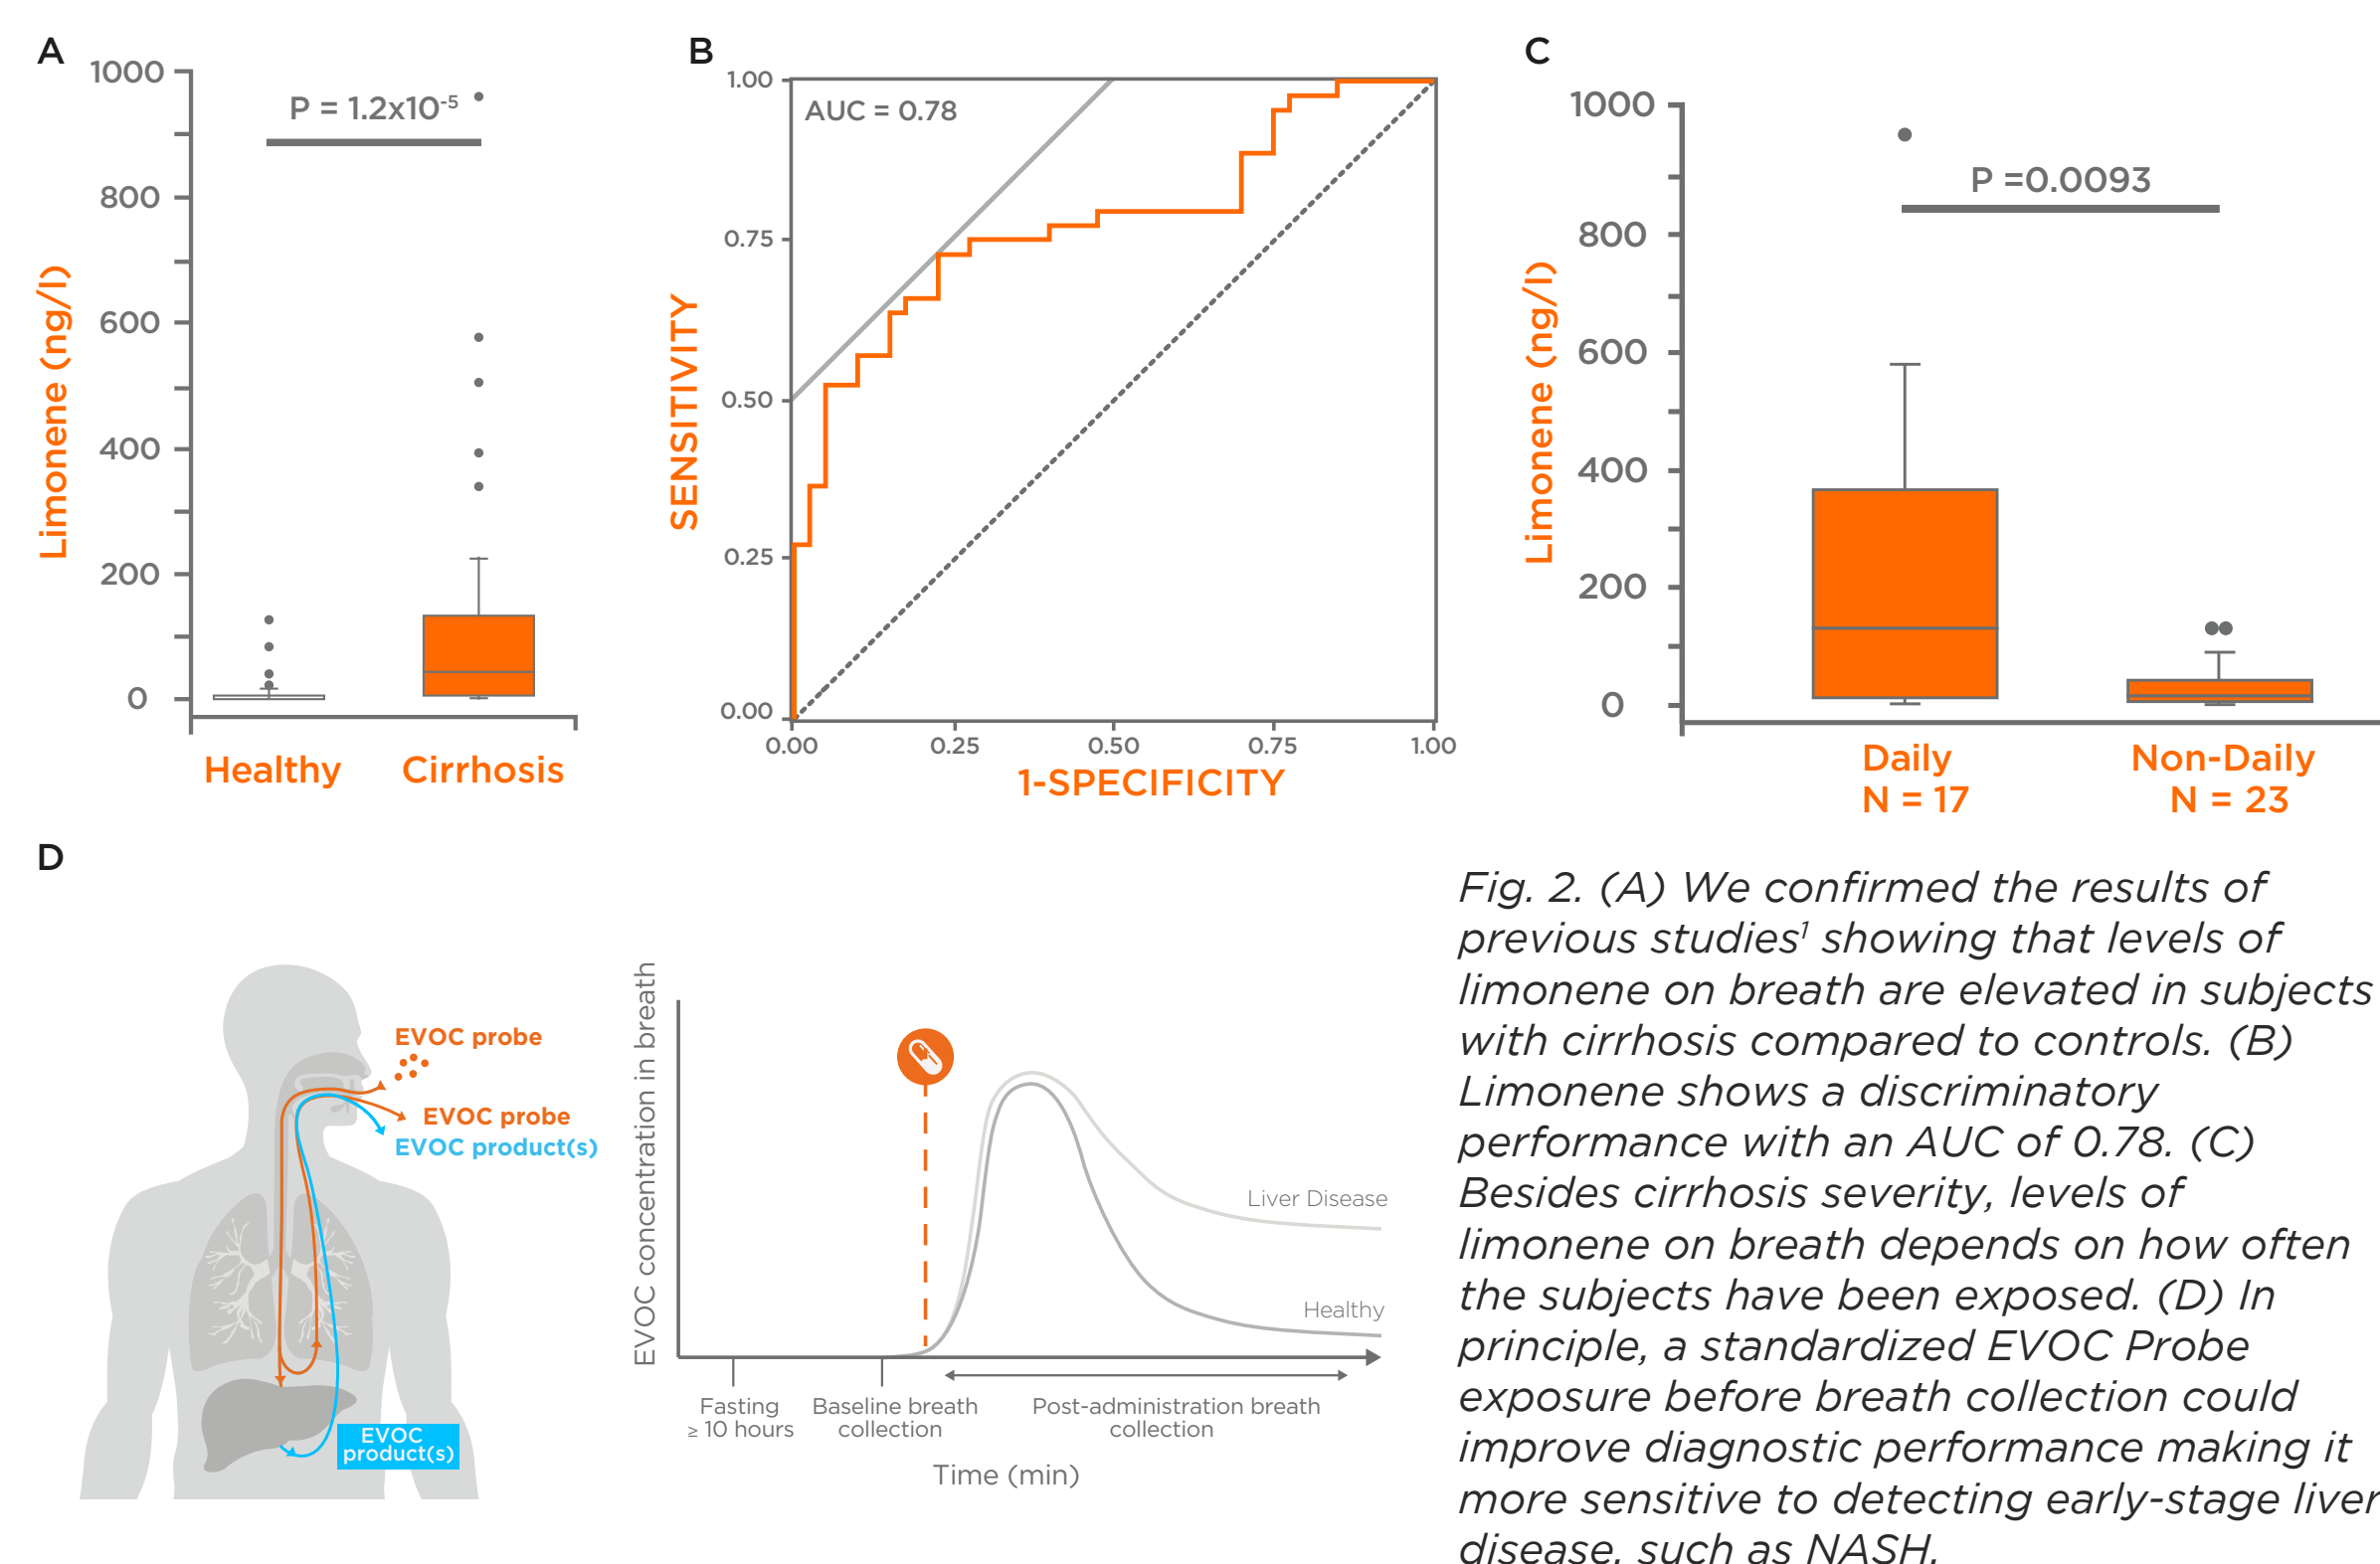 A
1000
800
600
400
200
0
Limonene (ng/l)
P = 1.2x10-5
Healthy
Cirrhosis
B
1.00
0.75
0.50
0.25
0.00
SENSITIVITY
AUC = 0.78
0.00
0.25
0.50
0.75
1.00
1-SPECIFICITY
C
1000
800
600
400
200
0
Limonene (ng/l)
P =0.0093
Daily
N = 17
Non-Daily
N = 23
D
EVOC probe
EVOC probe
EVOC product(s)
EVOC
product(s)
EVOC concentration in breath
Liver Disease
Healthy
Fasting
≥ 10 hours
Baseline breath
collection
Post-administration breath
collection
Time (min)
Fig. 2. (A) We confirmed the results of
previous studies1 showing that levels of
limonene on breath are elevated in subjects
with cirrhosis compared to controls. (B)
Limonene shows a discriminatory
performance with an AUC of 0.78. (C)
Besides cirrhosis severity, levels of
limonene on breath depends on how often
the subjects have been exposed. (D) In
principle, a standardized EVOC Probe
exposure before breath collection could
improve diagnostic performance making it
more sensitive to detecting early-stage liver
disease, such as NASH.